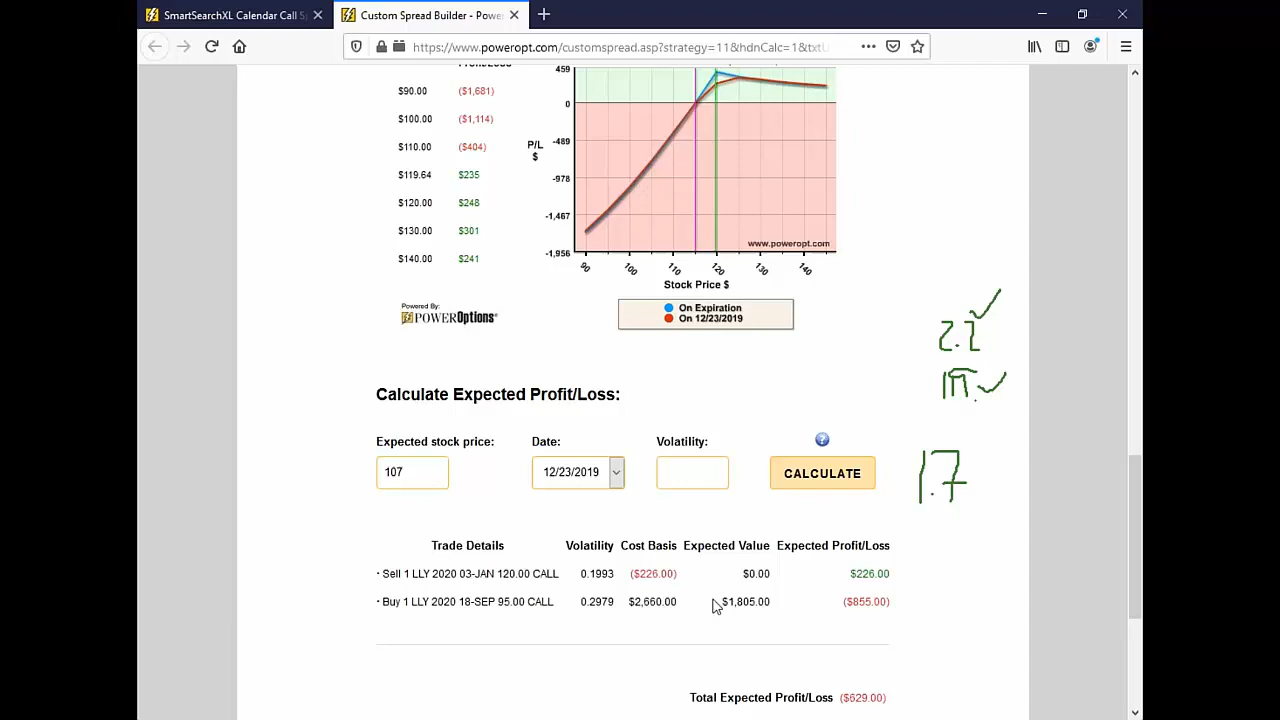 SmartSearchXL Calendar Call S
Custom Spread Builder - Powe
https://www.poweropt.com/customspread.asp?strategy=11&hdnCalc=1&txtU
Profit/Loss
$90.00 ($1,681)
$100.00 ($1,114)
$110.00 ($404)
$119.64 $235
$120.00 $248
$130.00 $301
$140.00 $241
459
0
-489
-978
-1,467
-1,956
P/L
$
www.poweropt.com
90 100 110 120 130 140
Stock Price $
On Expiration
On 12/23/2019
Powered By:
POWEROptions
2.2
Calculate Expected Profit/Loss:
Expected stock price: Date: Volatility:
107 12/23/2019 CALCULATE
1.7
Trade Details Volatility Cost Basis Expected Value Expected Profit/Loss
· Sell 1 LLY 2020 03-JAN 120.00 CALL 0.1993 ($226.00) $0.00 $226.00
· Buy 1 LLY 2020 18-SEP 95.00 CALL 0.2979 $2,660.00 $1,805.00 ($855.00)
Total Expected Profit/Loss ($629.00)